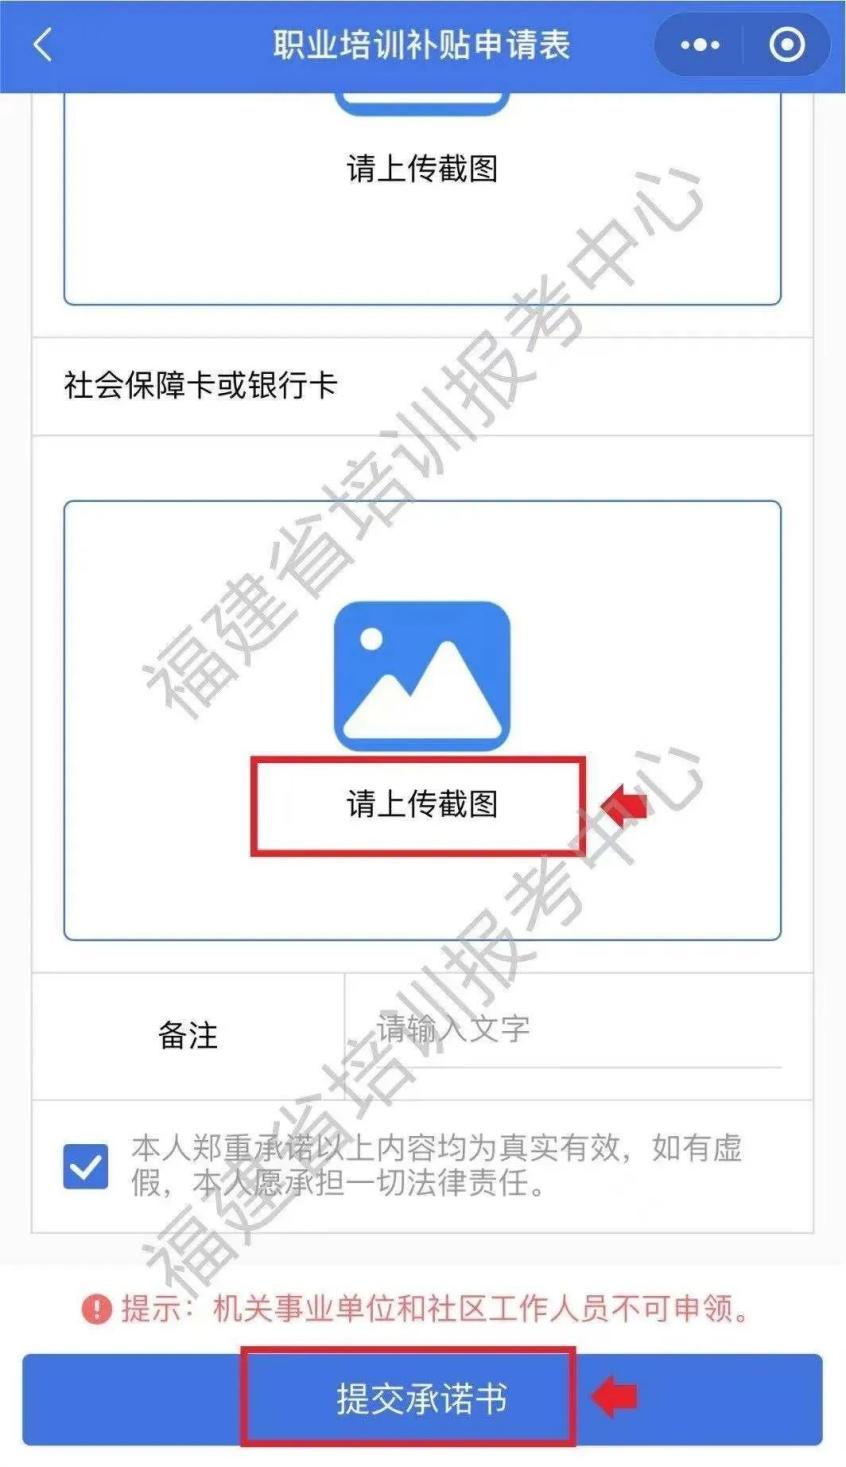 职业培训补贴申请表
请上传截图
社会保障卡或银行卡
请上传截图
备注
请输入文字
本人郑重承诺以上内容均为真实有效，如有虚
假，本人愿承担一切法律责任。
提示：机关事业单位和社区工作人员不可申领。
提交承诺书
福建省培训报考中心
福建省培训报考中心